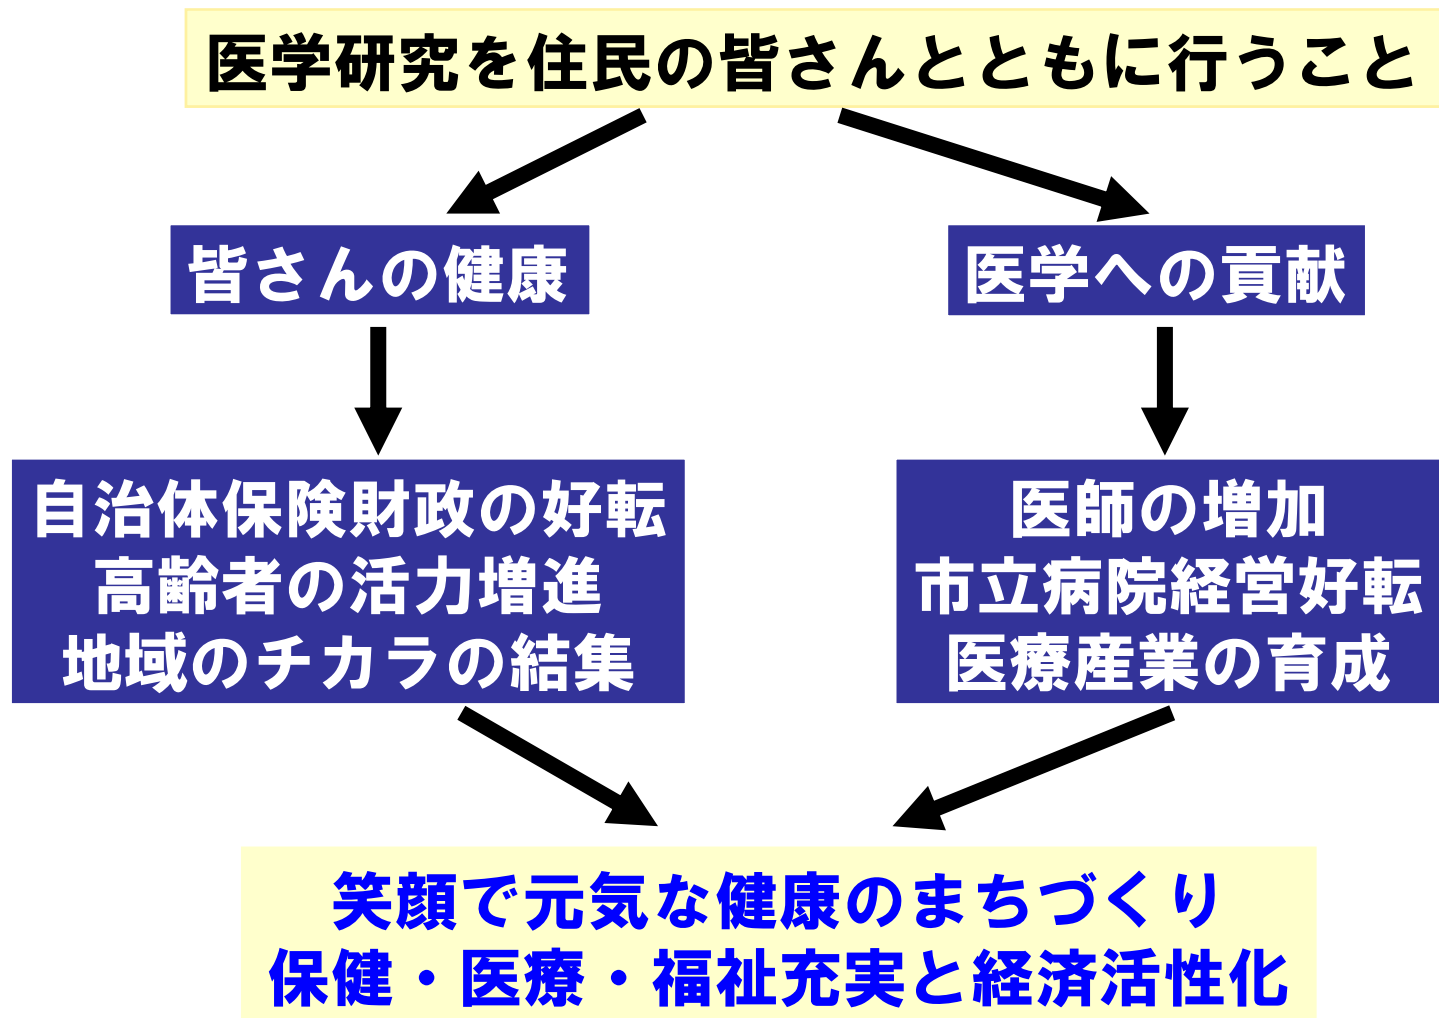 医学研究を住民の皆さんとともに行うこと
皆さんの健康
医学への貢献
自治体保険財政の好転
高齢者の活力増進
地域のチカラの結集
医師の増加
市立病院経営好転
医療産業の育成
笑顔で元気な健康のまちづくり
保健・医療・福祉充実と経済活性化